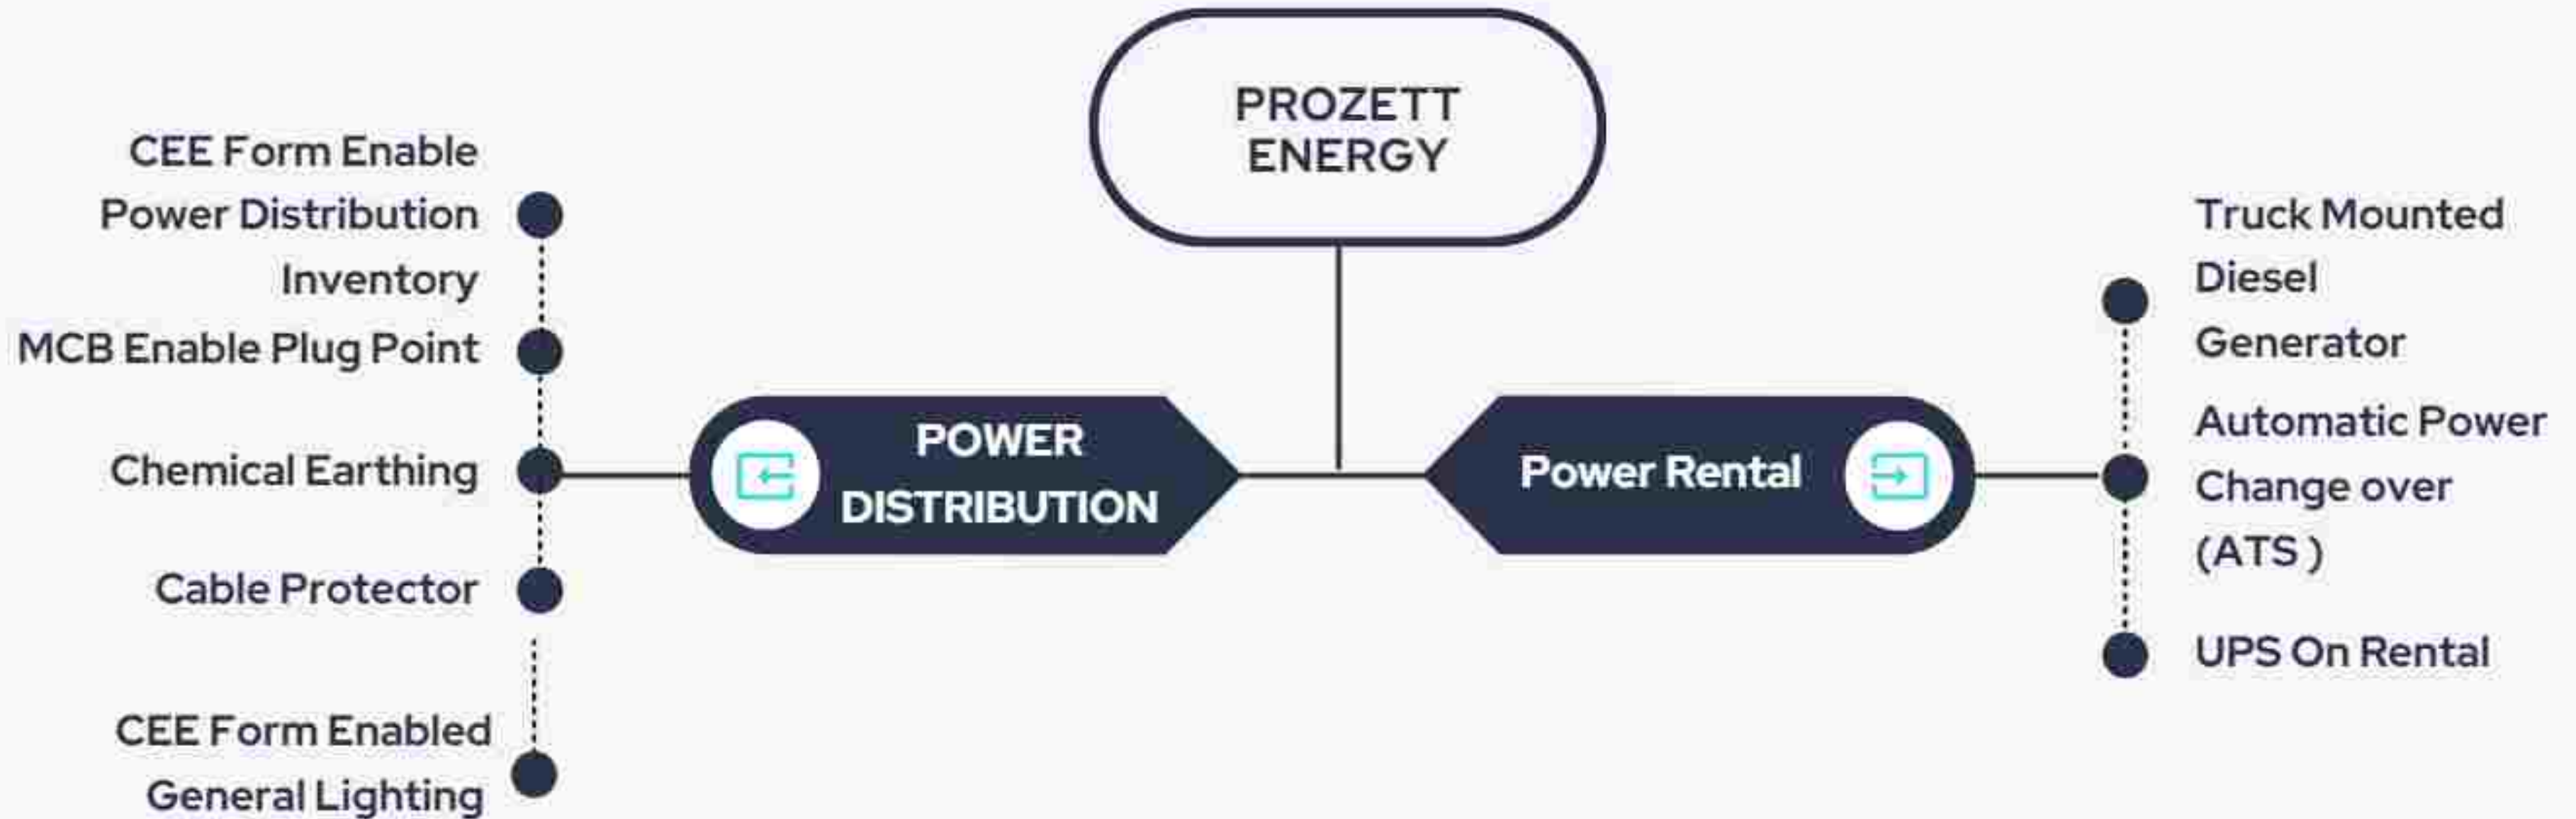 PROZETT
ENERGY
CEE Form Enable
Power Distribution
Inventory
MCB Enable Plug Point
Chemical Earthing
Cable Protector
CEE Form Enabled
General Lighting
POWER
DISTRIBUTION
Power Rental
Truck Mounted
Diesel
Generator
Automatic Power
Change over
(ATS )
UPS On Rental